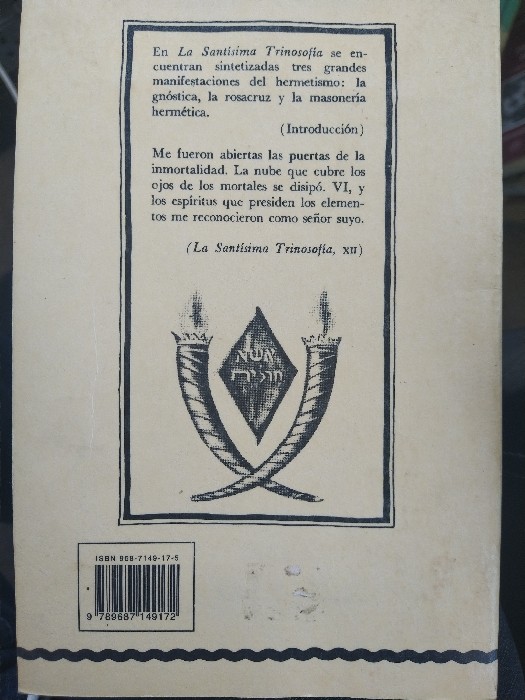 En La Santísima Trinosofía se en-
cuentran sintetizadas tres grandes
manifestaciones del hermetismo: la
gnóstica, la rosacruz y la masonería
hermética.
(Introducción)
Me fueron abiertas las puertas de la
inmortalidad. La nube que cubre los
ojos de los mortales se disipó. VI, y
los espíritus que presiden los elemen-
tos me reconocieron como señor suyo.
(La Santísima Trinosofía, XII)
ISBN 968-7149-17-5
9 789687 149172